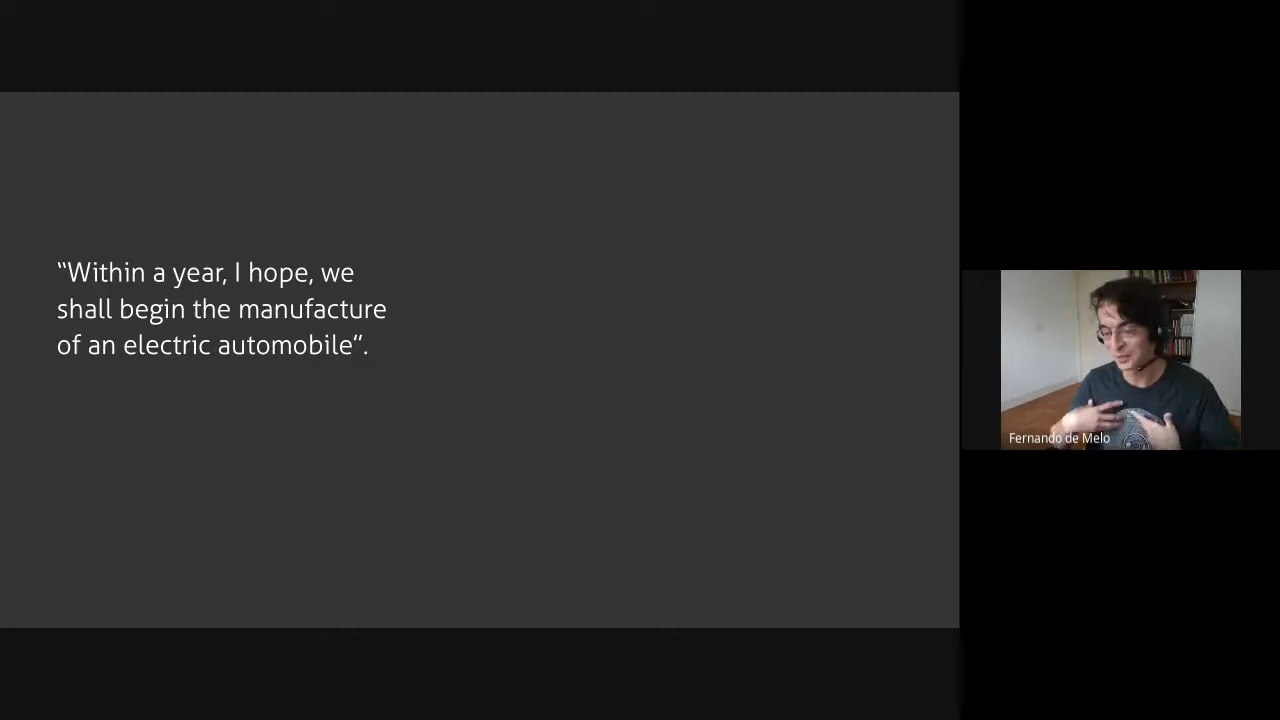 “Within a year, I hope, we
shall begin the manufacture
of an electric automobile”.
Fernando de Melo